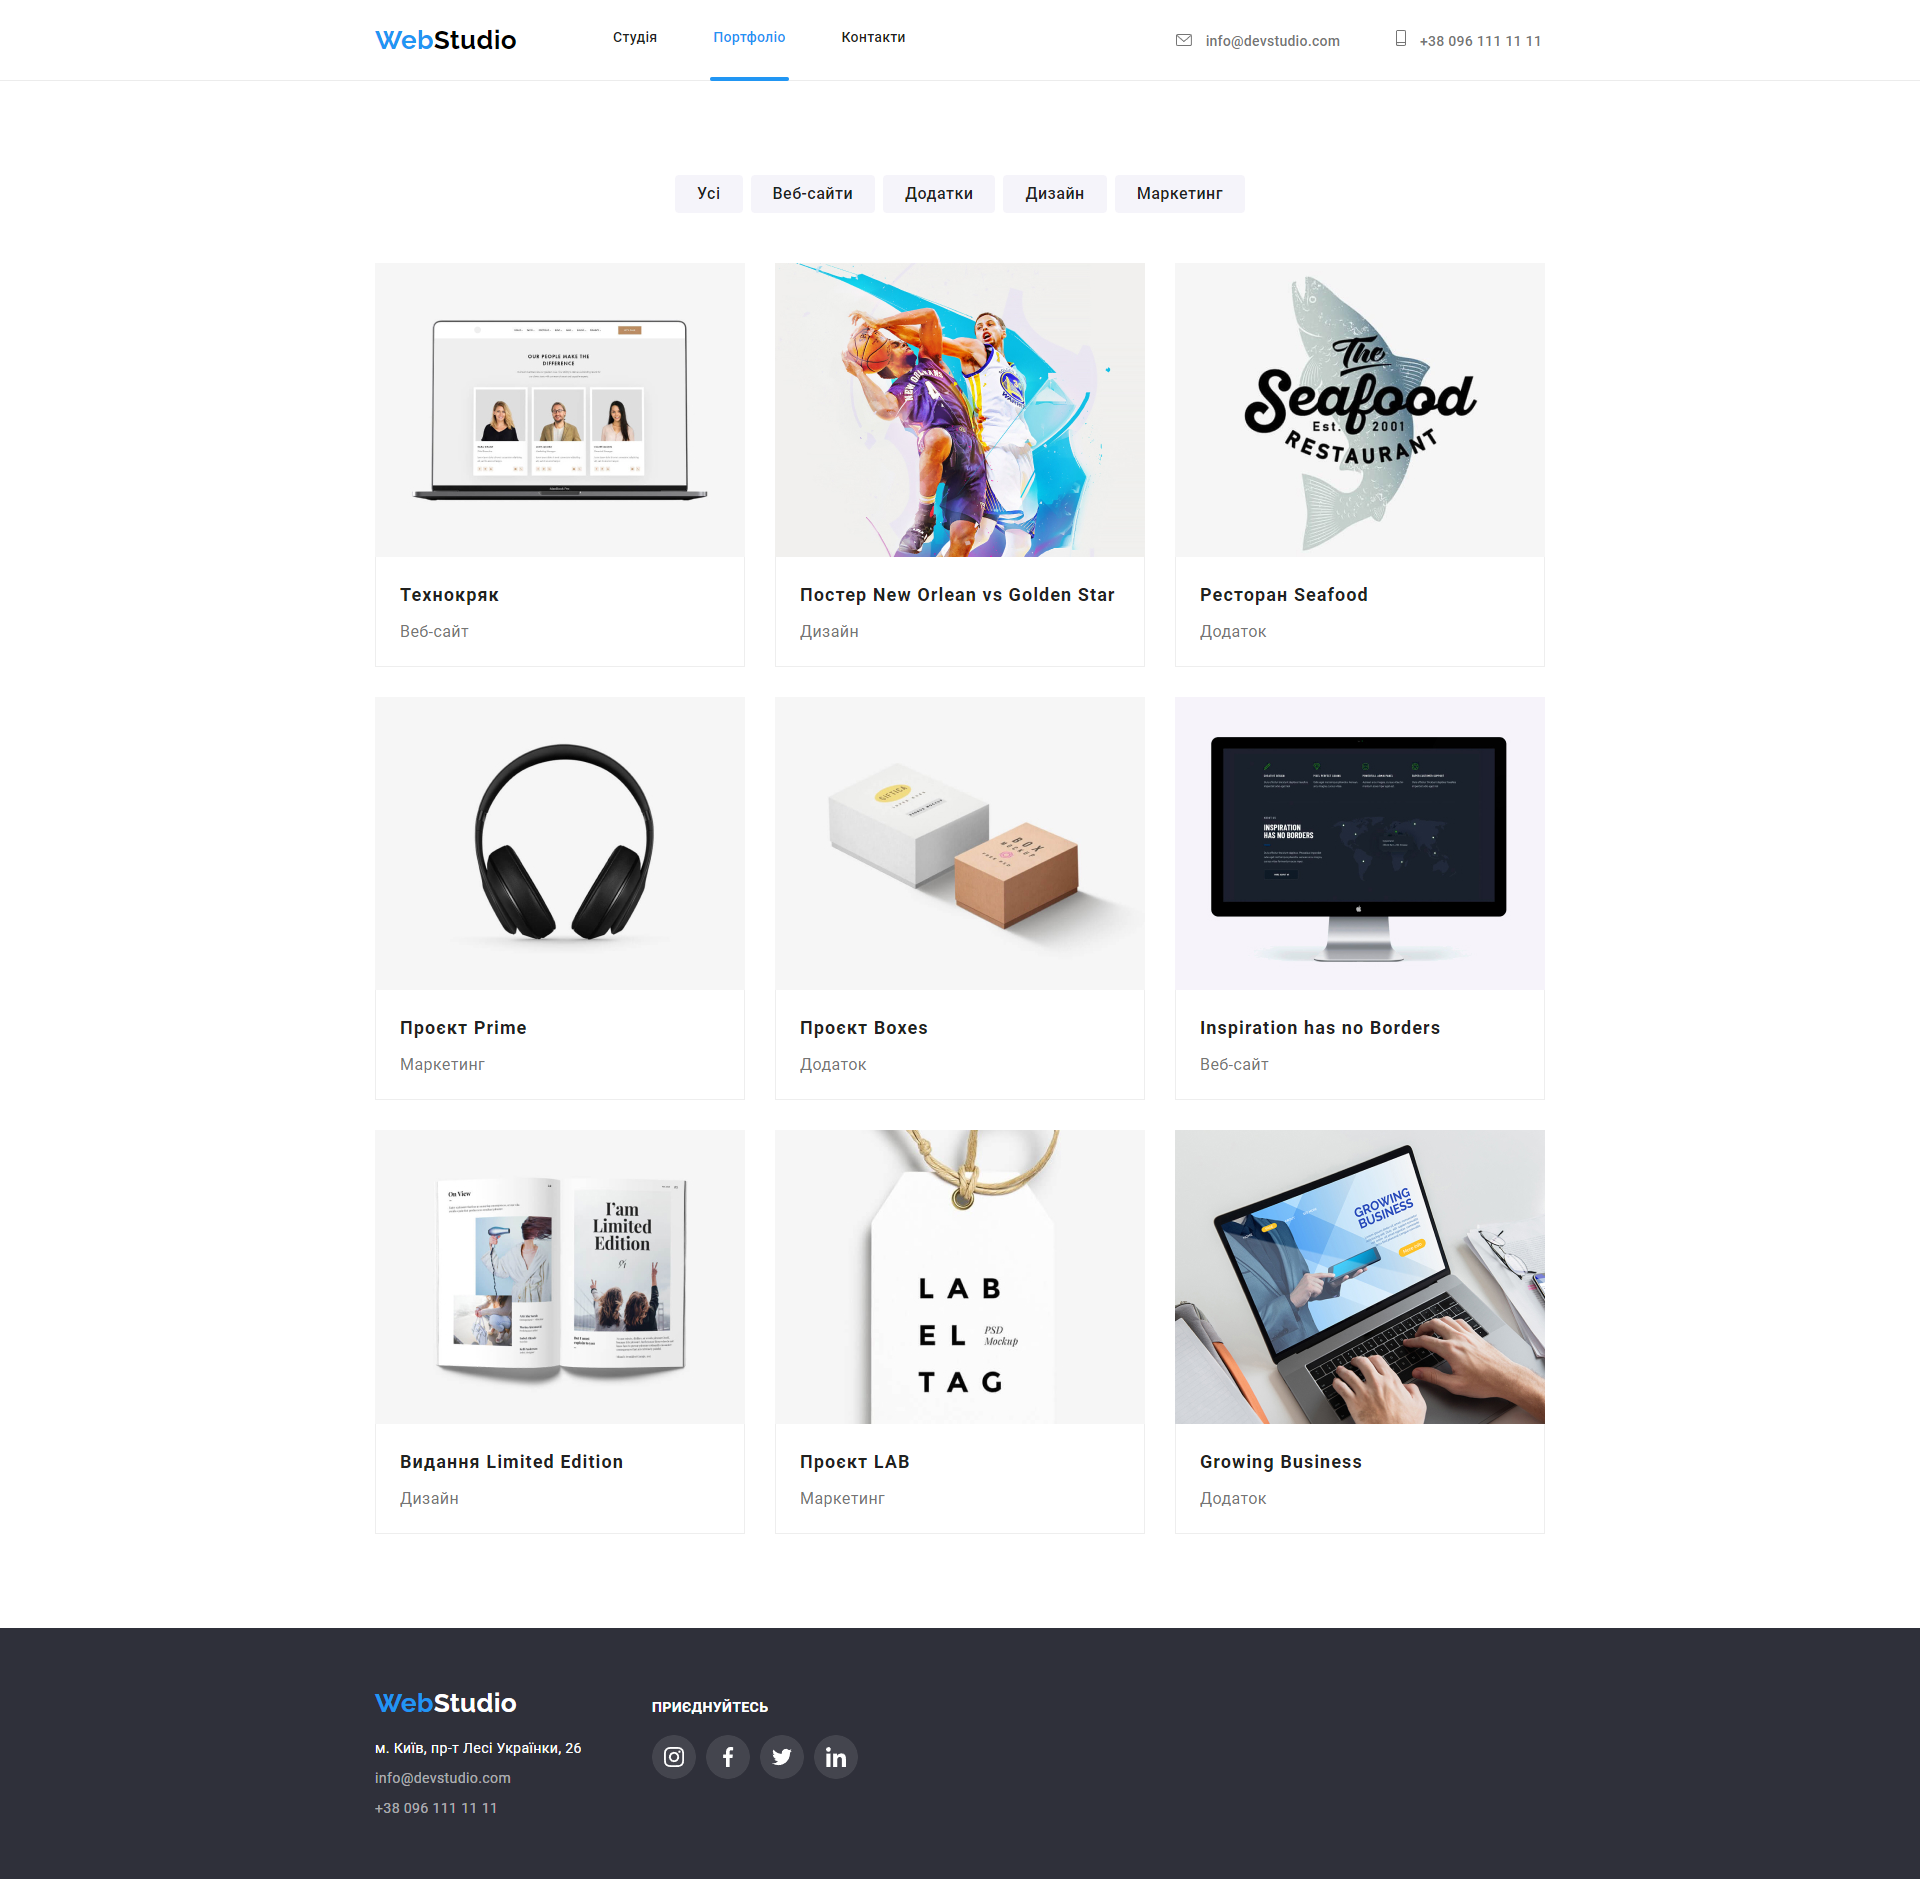 WebStudio
Студія
Портфоліо
Контакти
info@devstudio.com
+38 096 111 11 11
Усі
Веб-сайти
Додатки
Дизайн
Маркетинг
OUR PEOPLE MAKE THE
DIFFERENCE
NEW ORLEANS
4
The
Seafood
Est. 2001
RESTAURANT
Технокряк
Веб-сайт
Постер New Orlean vs Golden Star
Дизайн
Ресторан Seafood
Додаток
BOX
MOCKUP
INSPIRATION
HAS NO BORDERS
Проєкт Prime
Маркетинг
Проєкт Boxes
Додаток
Inspiration has no Borders
Веб-сайт
On View
I'am
Limited
Edition
LAB
EL
PSD
Mockup
TAG
GROWING
BUSINESS
Видання Limited Edition
Дизайн
Проєкт LAB
Маркетинг
Growing Business
Додаток
WebStudio
м. Київ, пр-т Лесі Українки, 26
info@devstudio.com
+38 096 111 11 11
ПРИЄДНУЙТЕСЬ